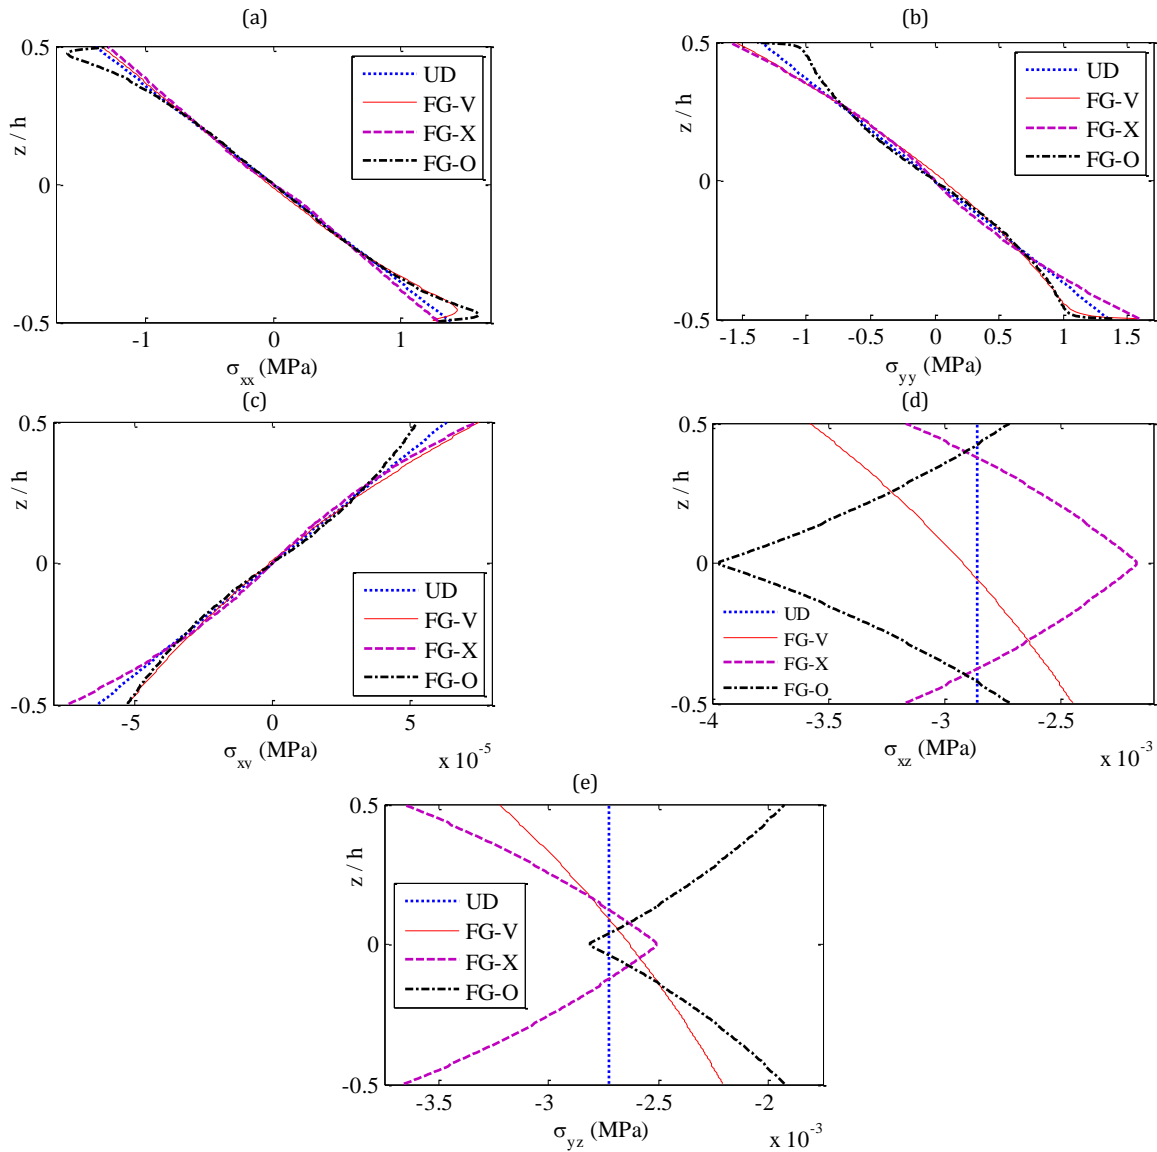 (a)
0.5
0
-0.5
z / h
-1
0
1
σxx (MPa)
UD
FG-V
FG-X
FG-O
(b)
0.5
0
-0.5
z / h
-1.5
-1
-0.5
0
0.5
1
1.5
σyy (MPa)
UD
FG-V
FG-X
FG-O
(c)
0.5
0
-0.5
z / h
-5
0
5
x 10-5
σxy (MPa)
UD
FG-V
FG-X
FG-O
(d)
0.5
0
-0.5
z / h
-4
-3.5
-3
-2.5
x 10-3
σxz (MPa)
UD
FG-V
FG-X
FG-O
(e)
0.5
0
-0.5
z / h
-3.5
-3
-2.5
-2
x 10-3
σyz (MPa)
UD
FG-V
FG-X
FG-O